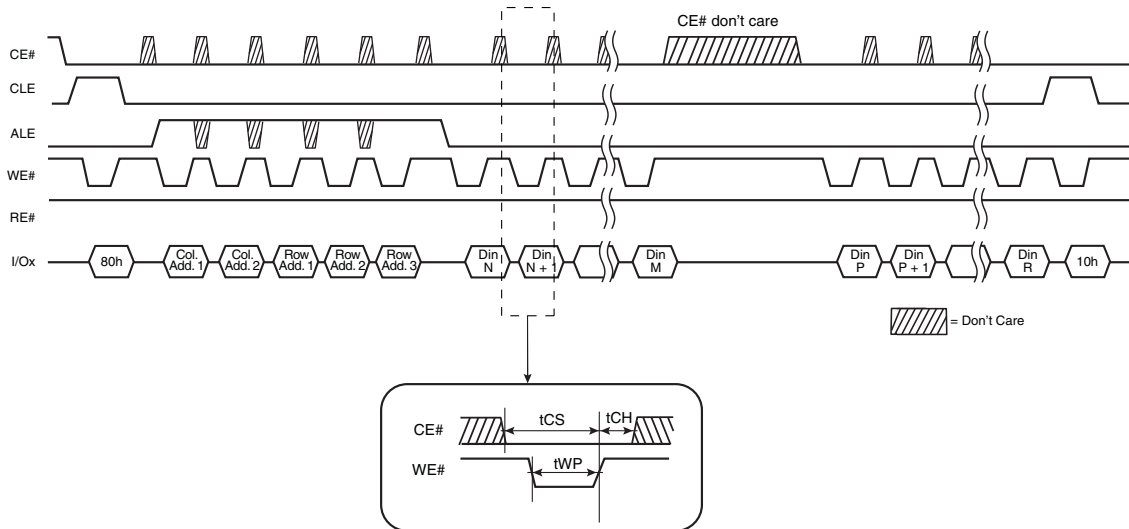 CE# don't care
CE#
CLE
ALE
WE#
RE#
I/Ox
80h
Col.
Add. 1
Col.
Add. 2
Row
Add. 1
Row
Add. 2
Row
Add. 3
Din
N
Din
N + 1
Din
M
Din
P
Din
P + 1
Din
R
10h
= Don't Care
CE#
tCS
tCH
WE#
tWP